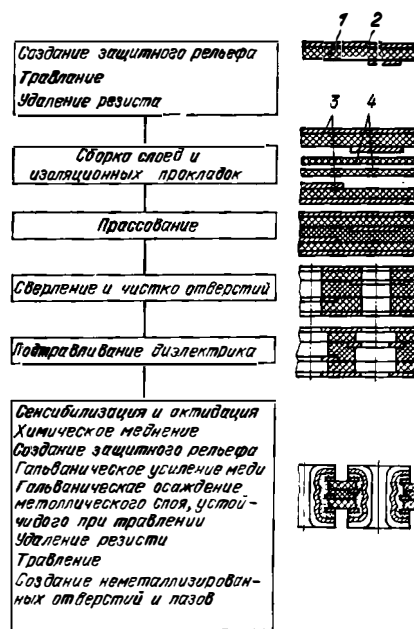 1 2
Создание защитного рельефа
Травление
Удаление резиста
3 4
Сборка слоев и
изоляционных прокладок
Прессование
Сверление и чистка отверстий
Подтравливание диэлектрика
Сенсибилизация и активация
Химическое меднение
Создание защитного рельефа
Гальваническое усиление меди
Гальваническое осаждение
металлического слоя, устой-
чивого при травлении
Удаление резиста
Травление
Создание неметаллизирован-
ных отверстий и пазов